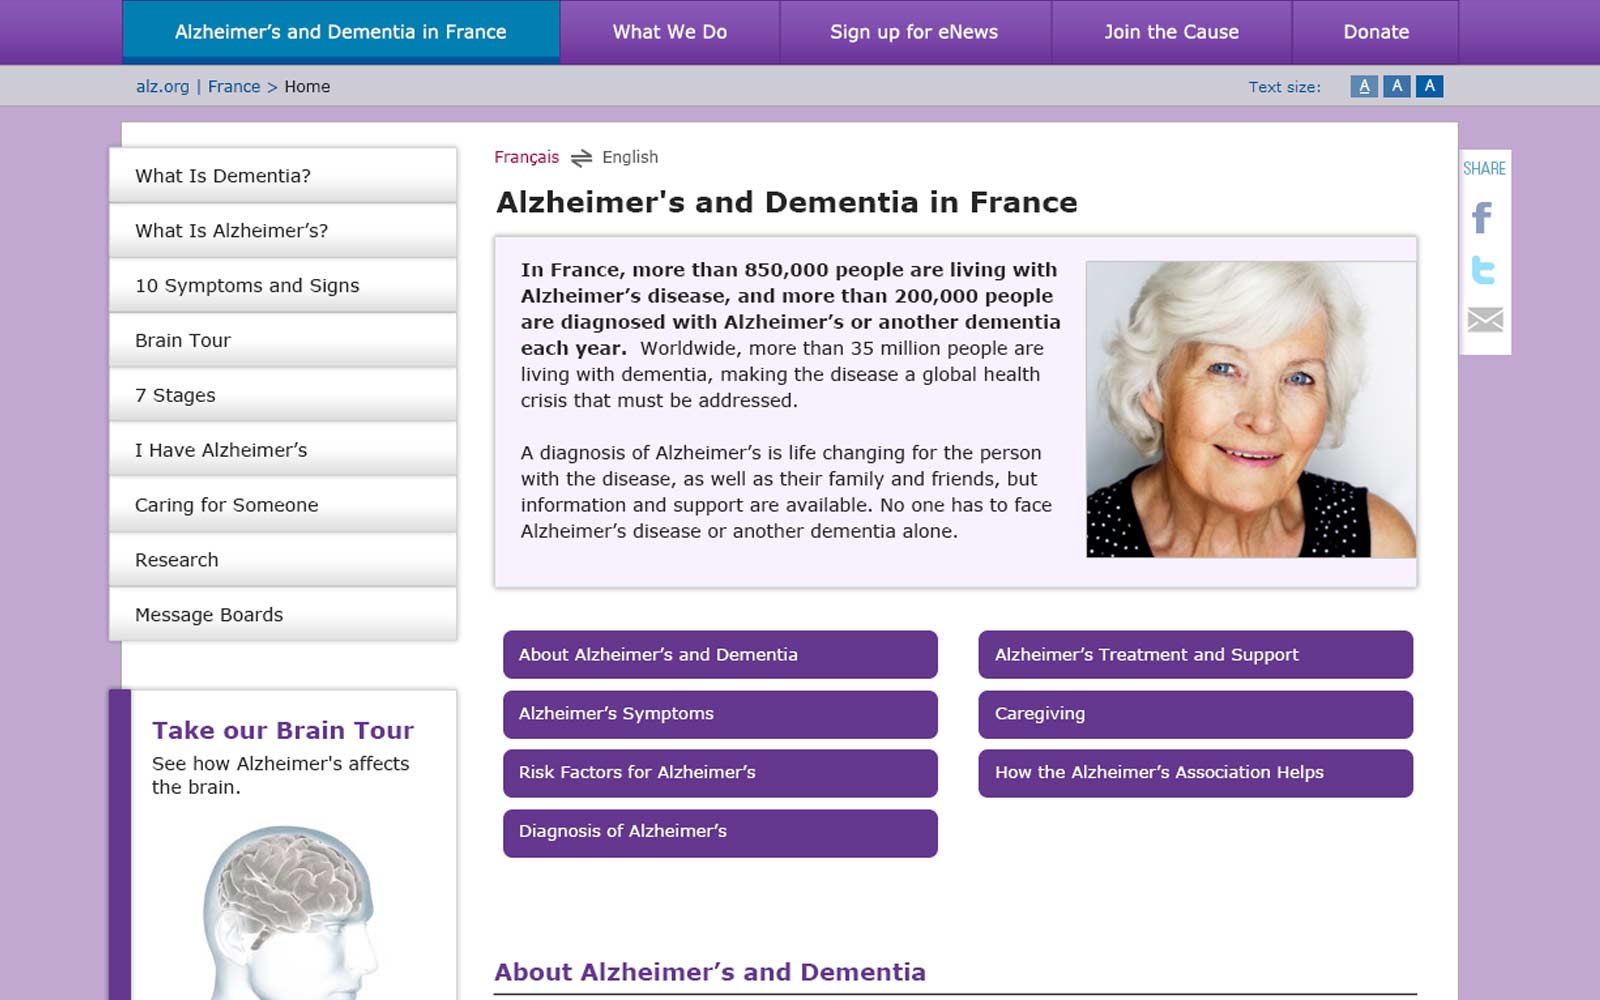 Alzheimer’s and Dementia in France
What We Do
Sign up for eNews
Join the Cause
Donate
alz.org | France > Home
Text size: A A A
What Is Dementia?
What Is Alzheimer’s?
10 Symptoms and Signs
Brain Tour
7 Stages
I Have Alzheimer’s
Caring for Someone
Research
Message Boards
Take our Brain Tour
See how Alzheimer's affects
the brain.
Français ⇌ English
Alzheimer's and Dementia in France
In France, more than 850,000 people are living with
Alzheimer’s disease, and more than 200,000 people
are diagnosed with Alzheimer’s or another dementia
each year. Worldwide, more than 35 million people are
living with dementia, making the disease a global health
crisis that must be addressed.
A diagnosis of Alzheimer’s is life changing for the person
with the disease, as well as their family and friends, but
information and support are available. No one has to face
Alzheimer’s disease or another dementia alone.
About Alzheimer’s and Dementia
Alzheimer’s Symptoms
Risk Factors for Alzheimer’s
Diagnosis of Alzheimer’s
Alzheimer’s Treatment and Support
Caregiving
How the Alzheimer’s Association Helps
About Alzheimer’s and Dementia
SHARE